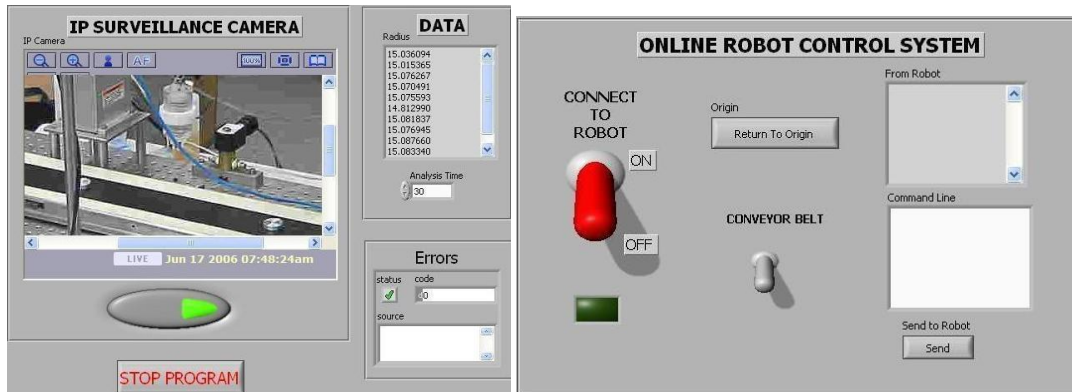 IP SURVEILLANCE CAMERA
IP Camera
AF
100%
LIVE Jun 17 2006 07:48:24am
STOP PROGRAM
DATA
Radius
15.036094
15.015365
15.076267
15.070491
15.075593
14.812990
15.081837
15.076945
15.087660
15.083340
Analysis Time
30
Errors
status code
0
source
ONLINE ROBOT CONTROL SYSTEM
CONNECT
TO
ROBOT
ON
OFF
Origin
Return To Origin
CONVEYOR BELT
From Robot
Command Line
Send to Robot
Send